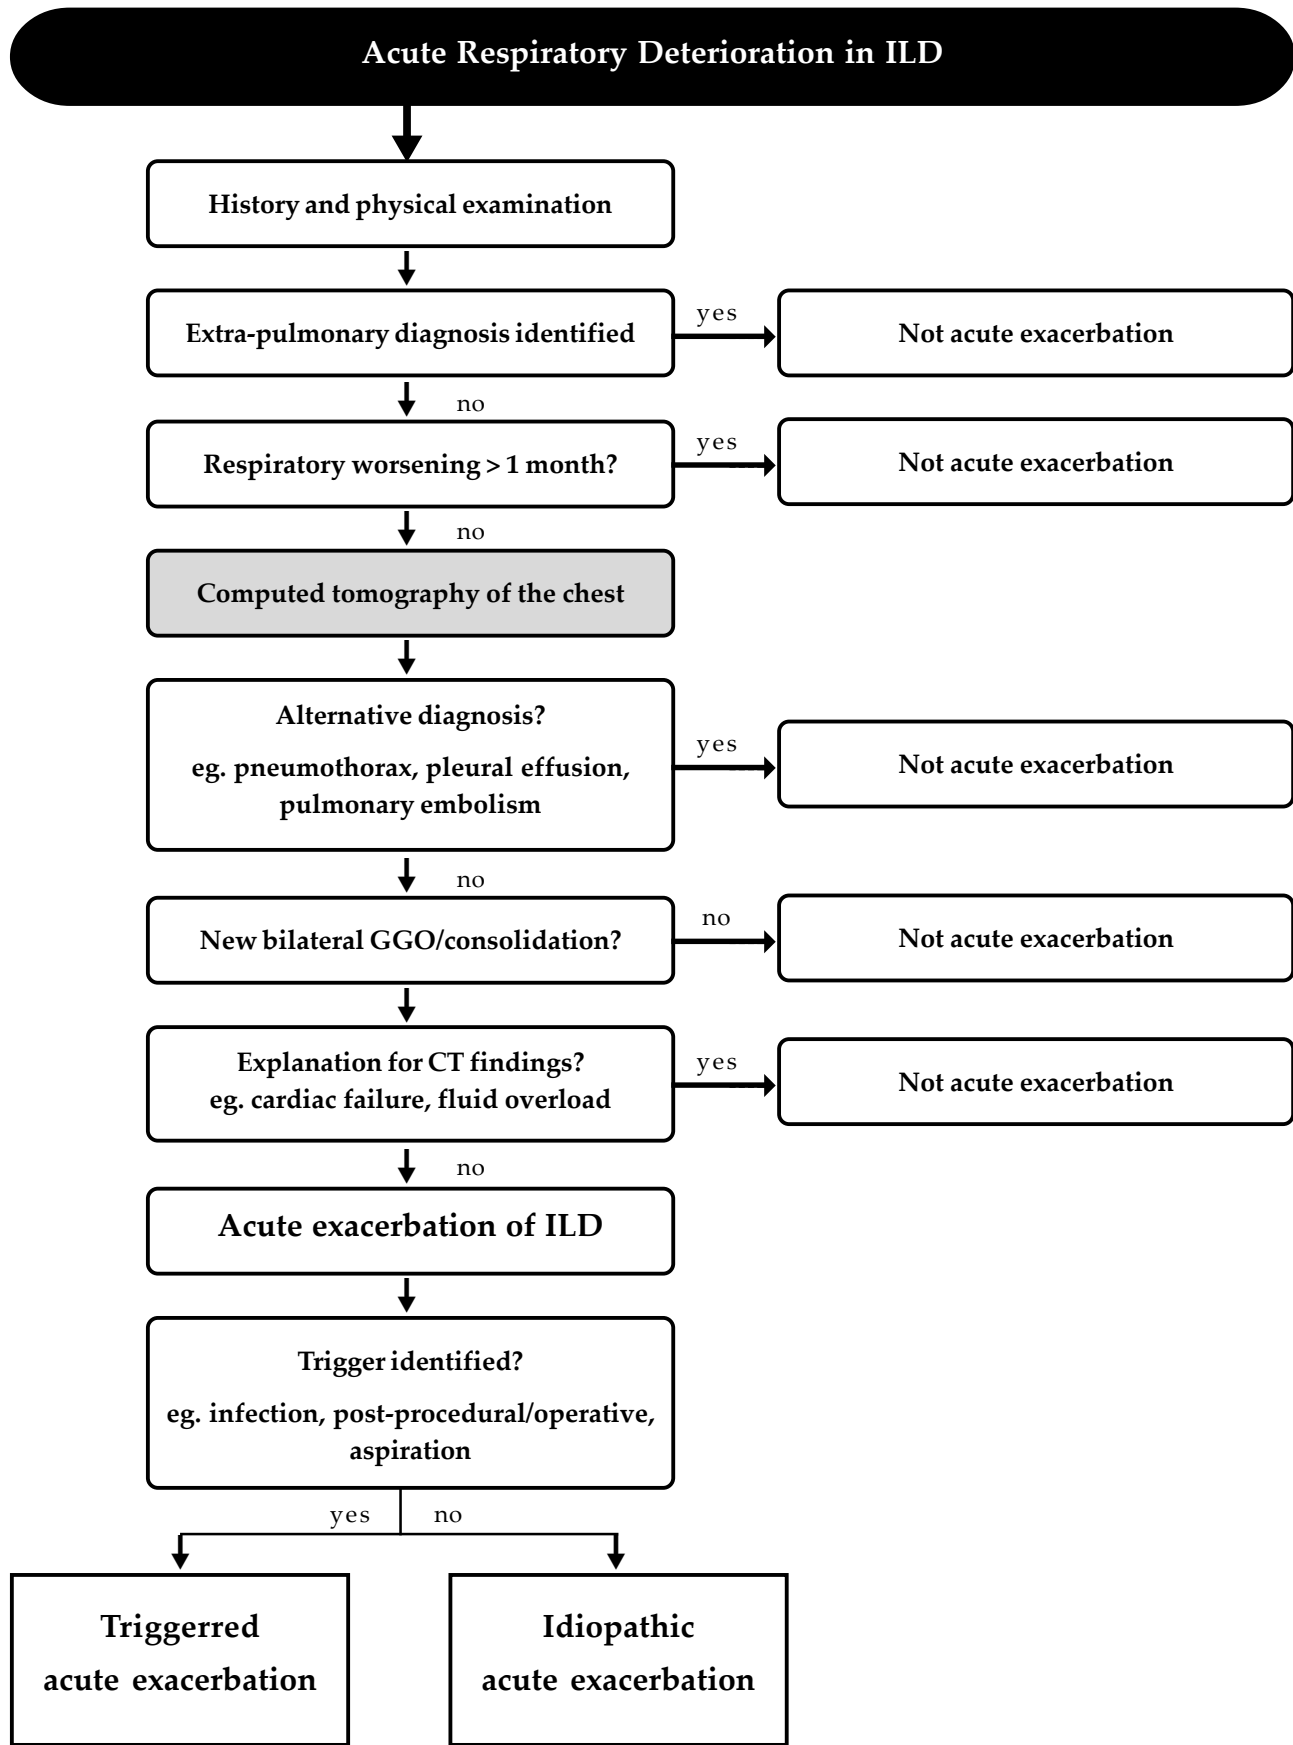 Acute Respiratory Deterioration in ILD
History and physical examination
Extra-pulmonary diagnosis identified
yes
Not acute exacerbation
no
Respiratory worsening > 1 month?
yes
Not acute exacerbation
no
Computed tomography of the chest
Alternative diagnosis?
eg. pneumothorax, pleural effusion,
pulmonary embolism
yes
Not acute exacerbation
no
New bilateral GGO/consolidation?
no
Not acute exacerbation
Explanation for CT findings?
eg. cardiac failure, fluid overload
yes
Not acute exacerbation
no
Acute exacerbation of ILD
Trigger identified?
eg. infection, post-procedural/operative,
aspiration
yes
no
Triggerred
acute exacerbation
Idiopathic
acute exacerbation